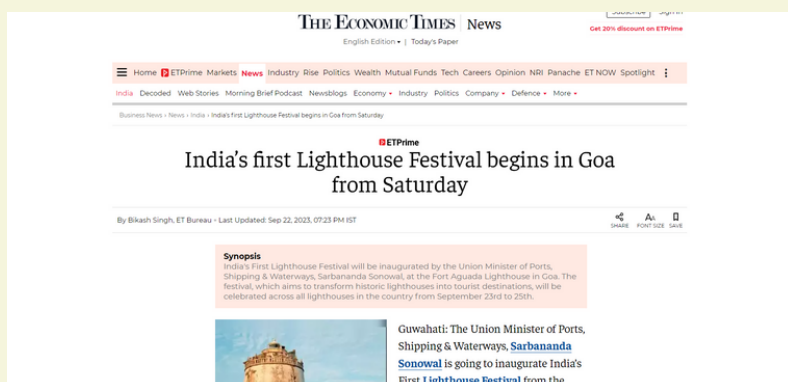 THE ECONOMIC TIMES | News
Subscribe Sign In
Get 20% discount on ETPrime
English Edition | Today's Paper
Home ETPrime Markets News Industry Rise Politics Wealth Mutual Funds Tech Careers Opinion NRI Panache ET NOW Spotlight
India Decoded Web Stories Morning Brief Podcast Newsblogs Economy Industry Politics Company Defence More
Business News › News › India › India's first Lighthouse Festival begins in Goa from Saturday
ETPrime
India's first Lighthouse Festival begins in Goa
from Saturday
By Bikash Singh, ET Bureau - Last Updated: Sep 22, 2023, 07:23 PM IST
SHARE FONT SIZE SAVE
Synopsis
India's First Lighthouse Festival will be inaugurated by the Union Minister of Ports,
Shipping & Waterways, Sarbananda Sonowal, at the Fort Aguada Lighthouse in Goa. The
festival, which aims to transform historic lighthouses into tourist destinations, will be
celebrated across all lighthouses in the country from September 23rd to 25th.
Guwahati: The Union Minister of Ports,
Shipping & Waterways, Sarbananda
Sonowal is going to inaugurate India's
First Lighthouse Festival from the